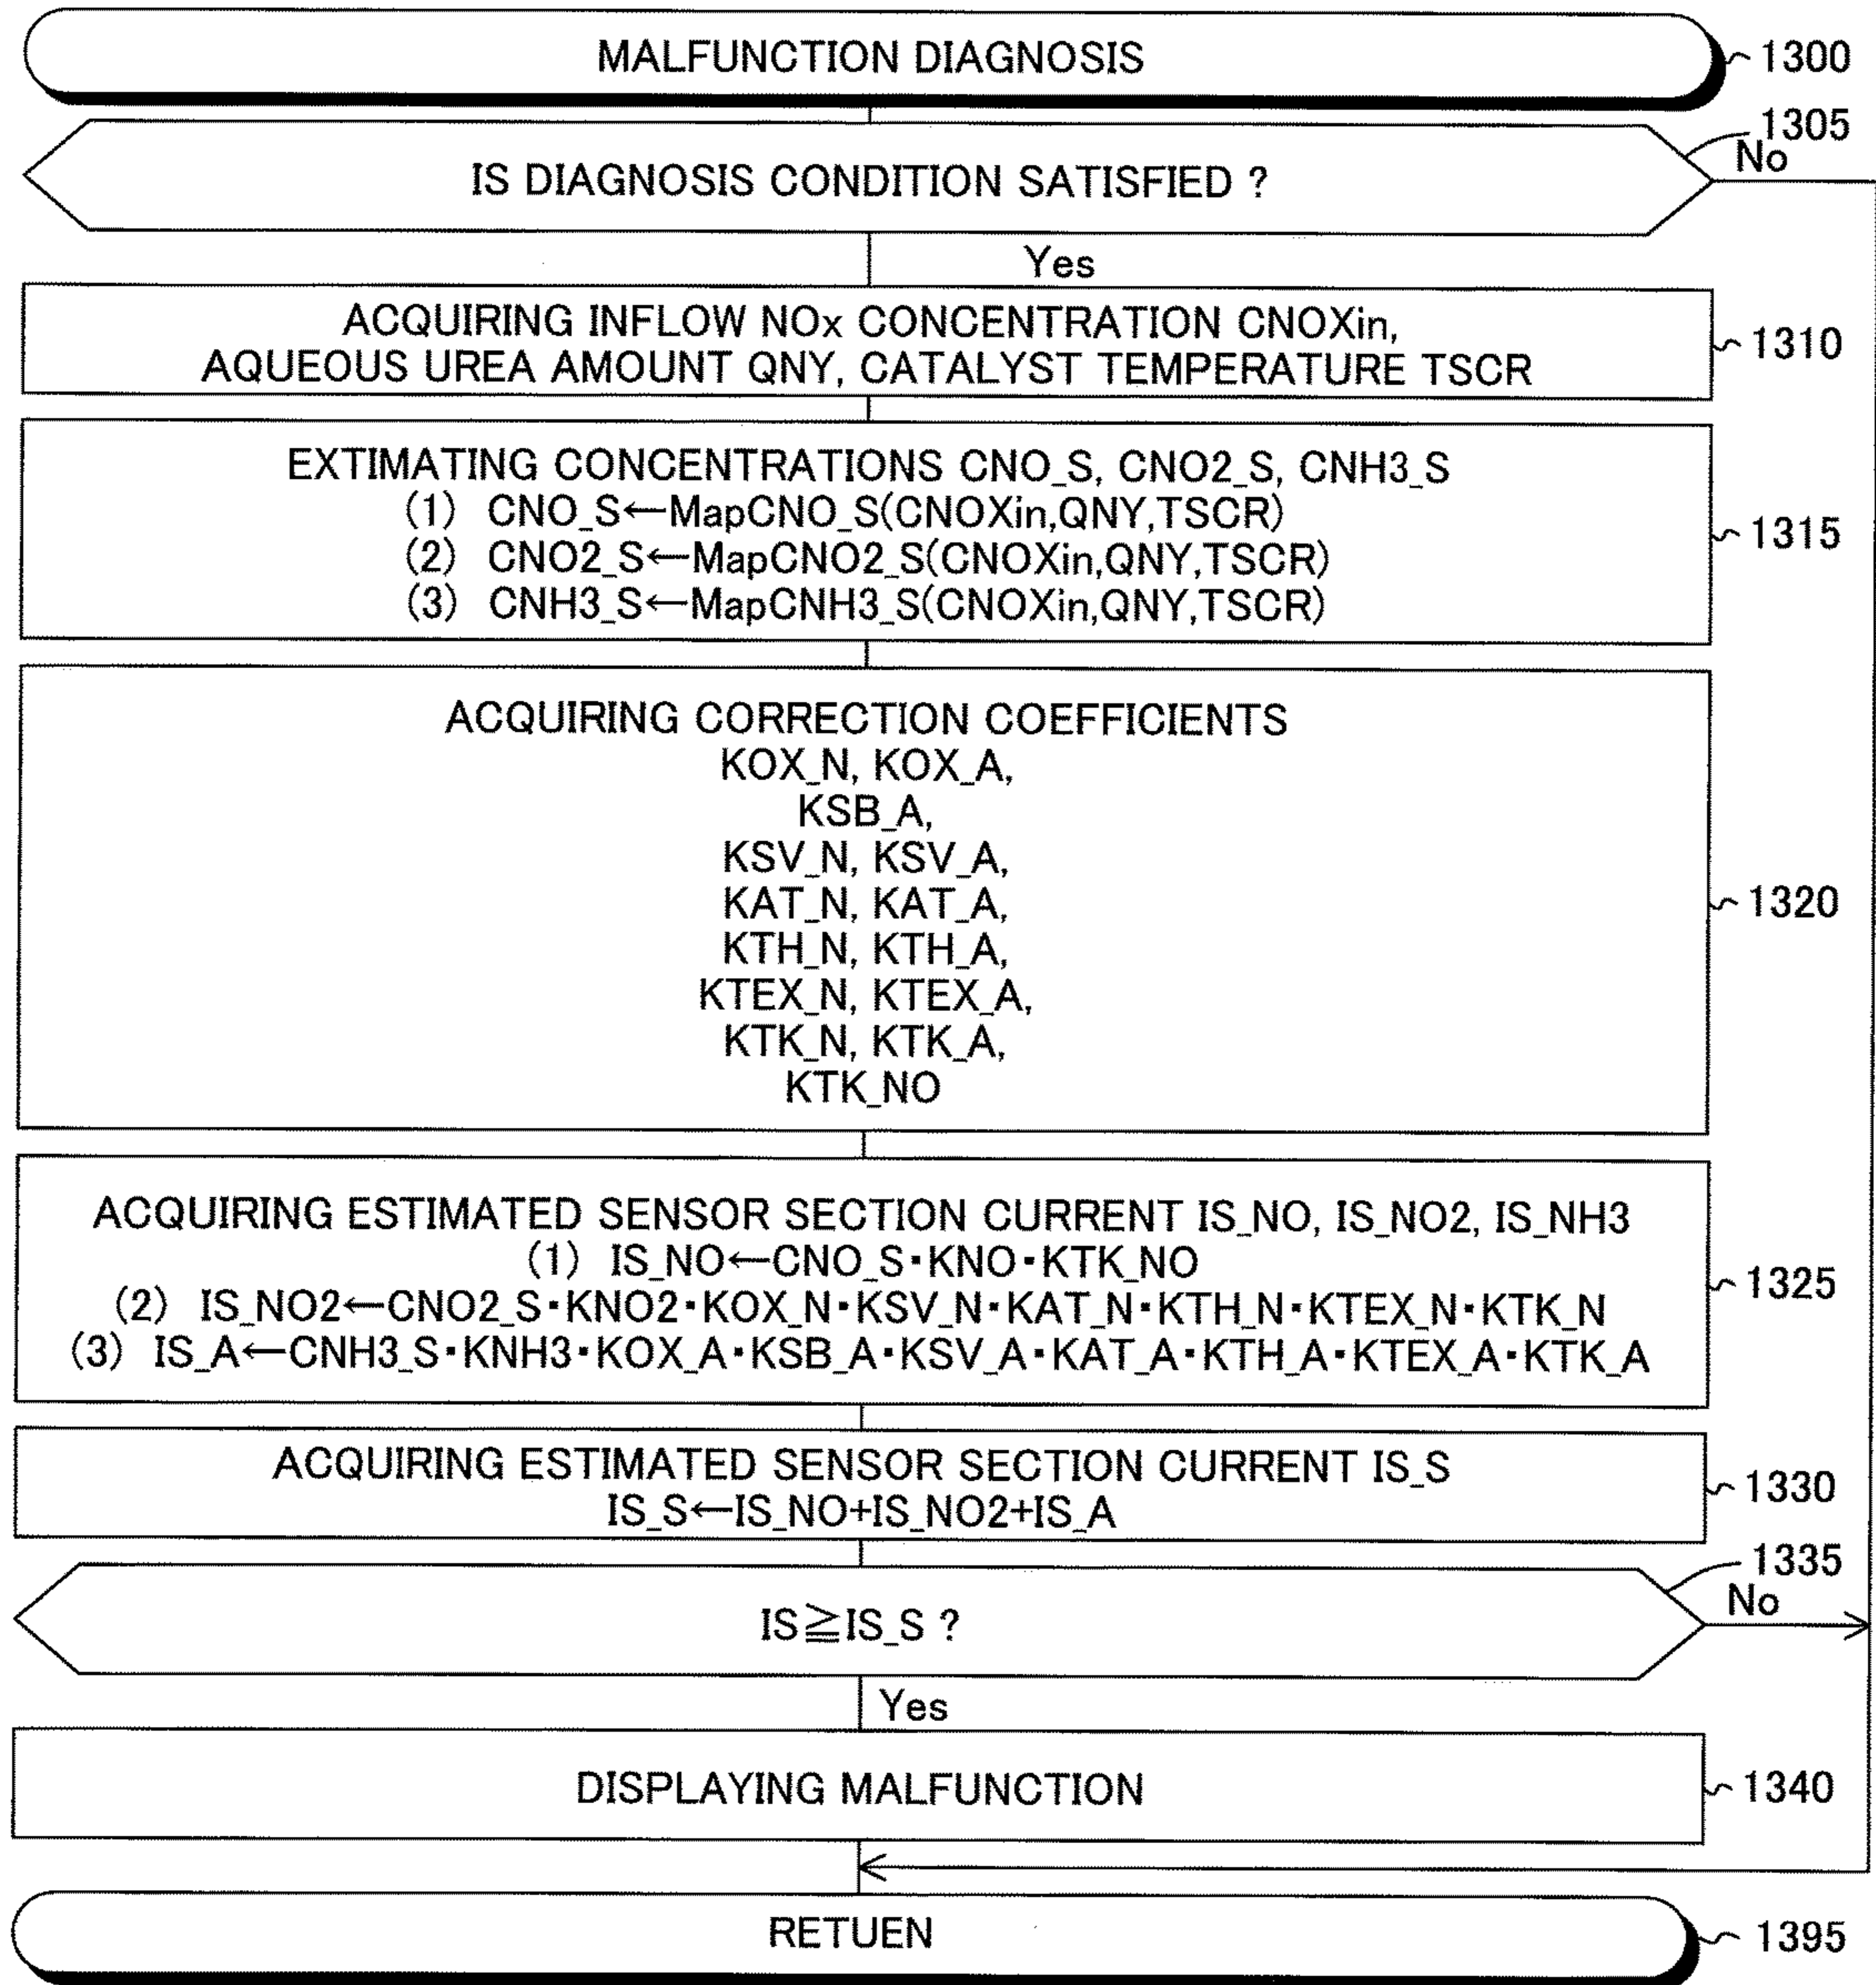 MALFUNCTION DIAGNOSIS
1300
1305
IS DIAGNOSIS CONDITION SATISFIED ?
No
Yes
ACQUIRING INFLOW NOx CONCENTRATION CNOXin,
AQUEOUS UREA AMOUNT QNY, CATALYST TEMPERATURE TSCR
1310
EXTIMATING CONCENTRATIONS CNO_S, CNO2_S, CNH3_S
(1) CNO_S←MapCNO_S(CNOXin,QNY,TSCR)
(2) CNO2_S←MapCNO2_S(CNOXin,QNY,TSCR)
(3) CNH3_S←MapCNH3_S(CNOXin,QNY,TSCR)
1315
ACQUIRING CORRECTION COEFFICIENTS
KOX_N, KOX_A,
KSB_A,
KSV_N, KSV_A,
KAT_N, KAT_A,
KTH_N, KTH_A,
KTEX_N, KTEX_A,
KTK_N, KTK_A,
KTK_NO
1320
ACQUIRING ESTIMATED SENSOR SECTION CURRENT IS_NO, IS_NO2, IS_NH3
(1) IS_NO←CNO_S・KNO・KTK_NO
(2) IS_NO2←CNO2_S・KNO2・KOX_N・KSV_N・KAT_N・KTH_N・KTEX_N・KTK_N
(3) IS_A←CNH3_S・KNH3・KOX_A・KSB_A・KSV_A・KAT_A・KTH_A・KTEX_A・KTK_A
1325
ACQUIRING ESTIMATED SENSOR SECTION CURRENT IS_S
IS_S←IS_NO+IS_NO2+IS_A
1330
1335
IS≧IS_S ?
No
Yes
DISPLAYING MALFUNCTION
1340
RETUEN
1395